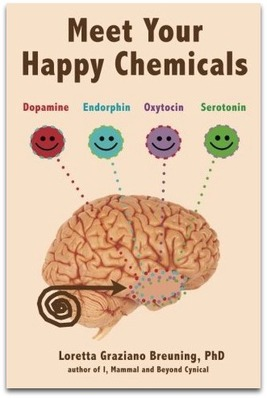 Meet Your
Happy Chemicals
Dopamine Endorphin Oxytocin Serotonin
Loretta Graziano Breuning, PhD
author of I, Mammal and Beyond Cynical